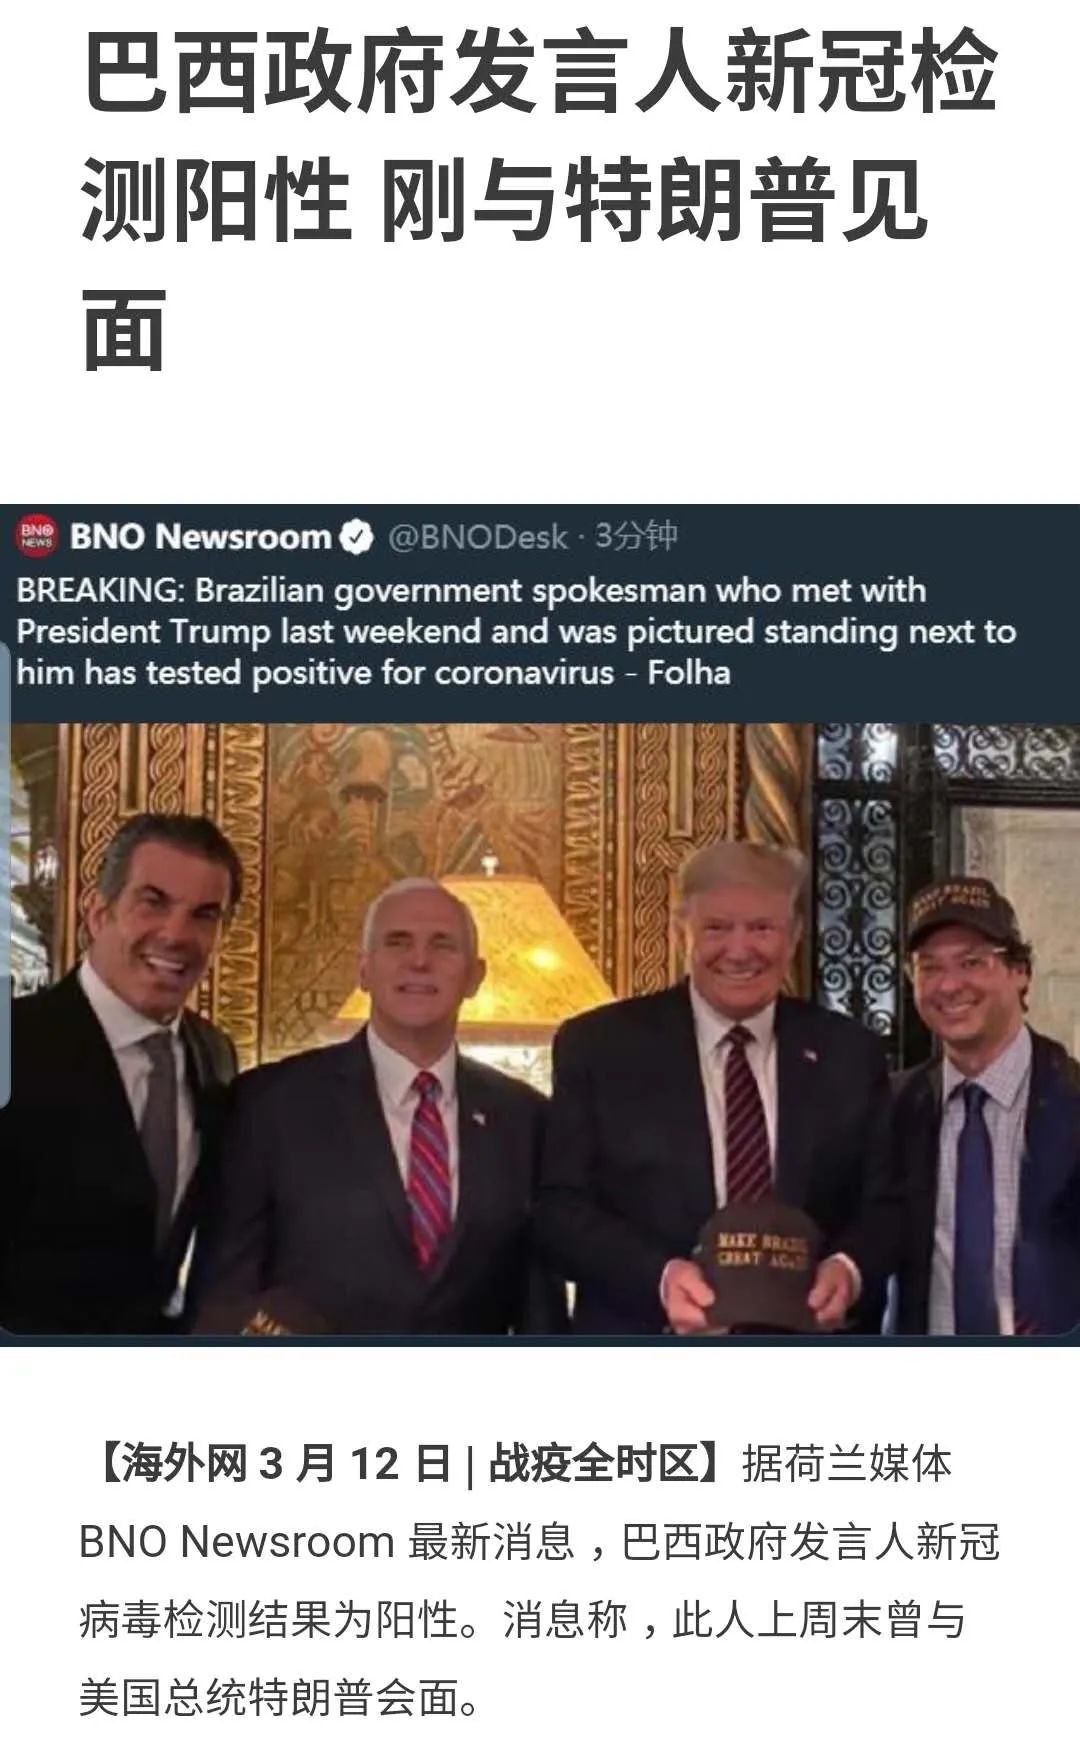 巴西政府发言人新冠检
测阳性 刚与特朗普见
面
BNO NEWS
BNO Newsroom @BNODesk · 3分钟
BREAKING: Brazilian government spokesman who met with
President Trump last weekend and was pictured standing next to
him has tested positive for coronavirus - Folha
MAKE BRAZIL
GREAT AGAIN
【海外网 3 月 12 日 | 战疫全时区】据荷兰媒体
BNO Newsroom 最新消息，巴西政府发言人新冠
病毒检测结果为阳性。消息称，此人上周末曾与
美国总统特朗普会面。